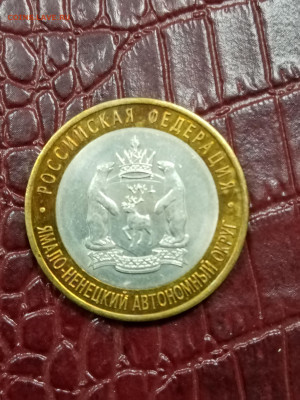 РОССИЙСКАЯ ФЕДЕРАЦИЯ
ЯМАЛО-НЕНЕЦКИЙ АВТОНОМНЫЙ ОКРУГ